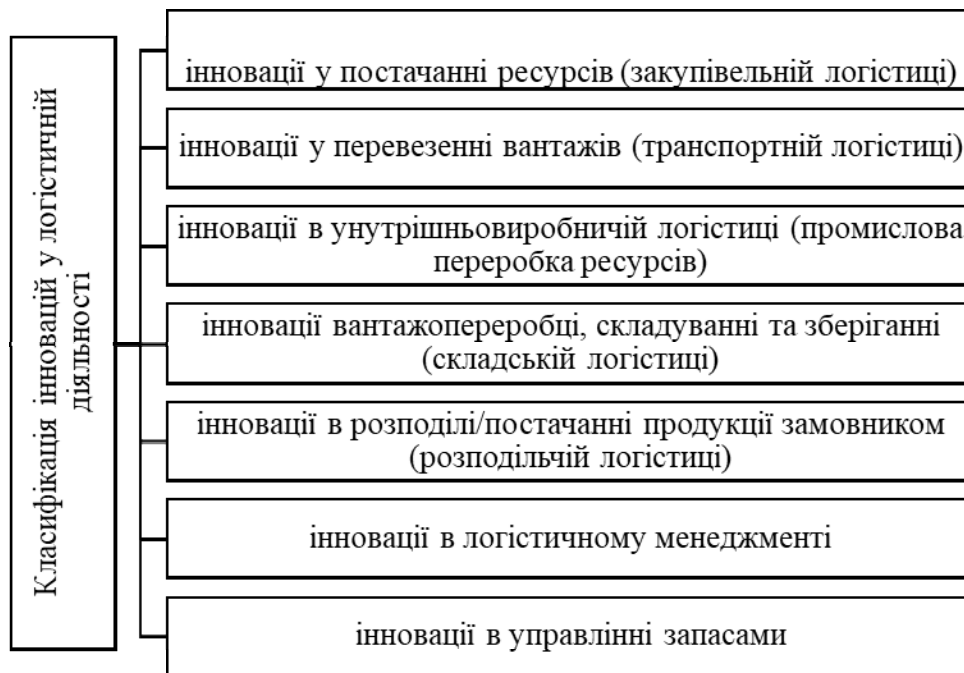 Класифікація інновацій у логістичній
діяльності
інновації у постачанні ресурсів (закупівельній логістиці)
інновації у перевезенні вантажів (транспортній логістиці)
інновації в унутрішньовиробничій логістиці (промислова
переробка ресурсів)
інновації вантажопереробці, складуванні та зберіганні
(складській логістиці)
інновації в розподілі/постачанні продукції замовником
(розподільчій логістиці)
інновації в логістичному менеджменті
інновації в управлінні запасами